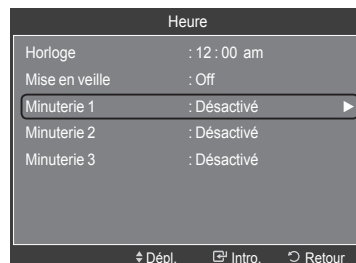 Heure
Horloge : 12 : 00 am
Mise en veille : Off
Minuterie 1 : Désactivé
Minuterie 2 : Désactivé
Minuterie 3 : Désactivé
Dépl. Intro. Retour